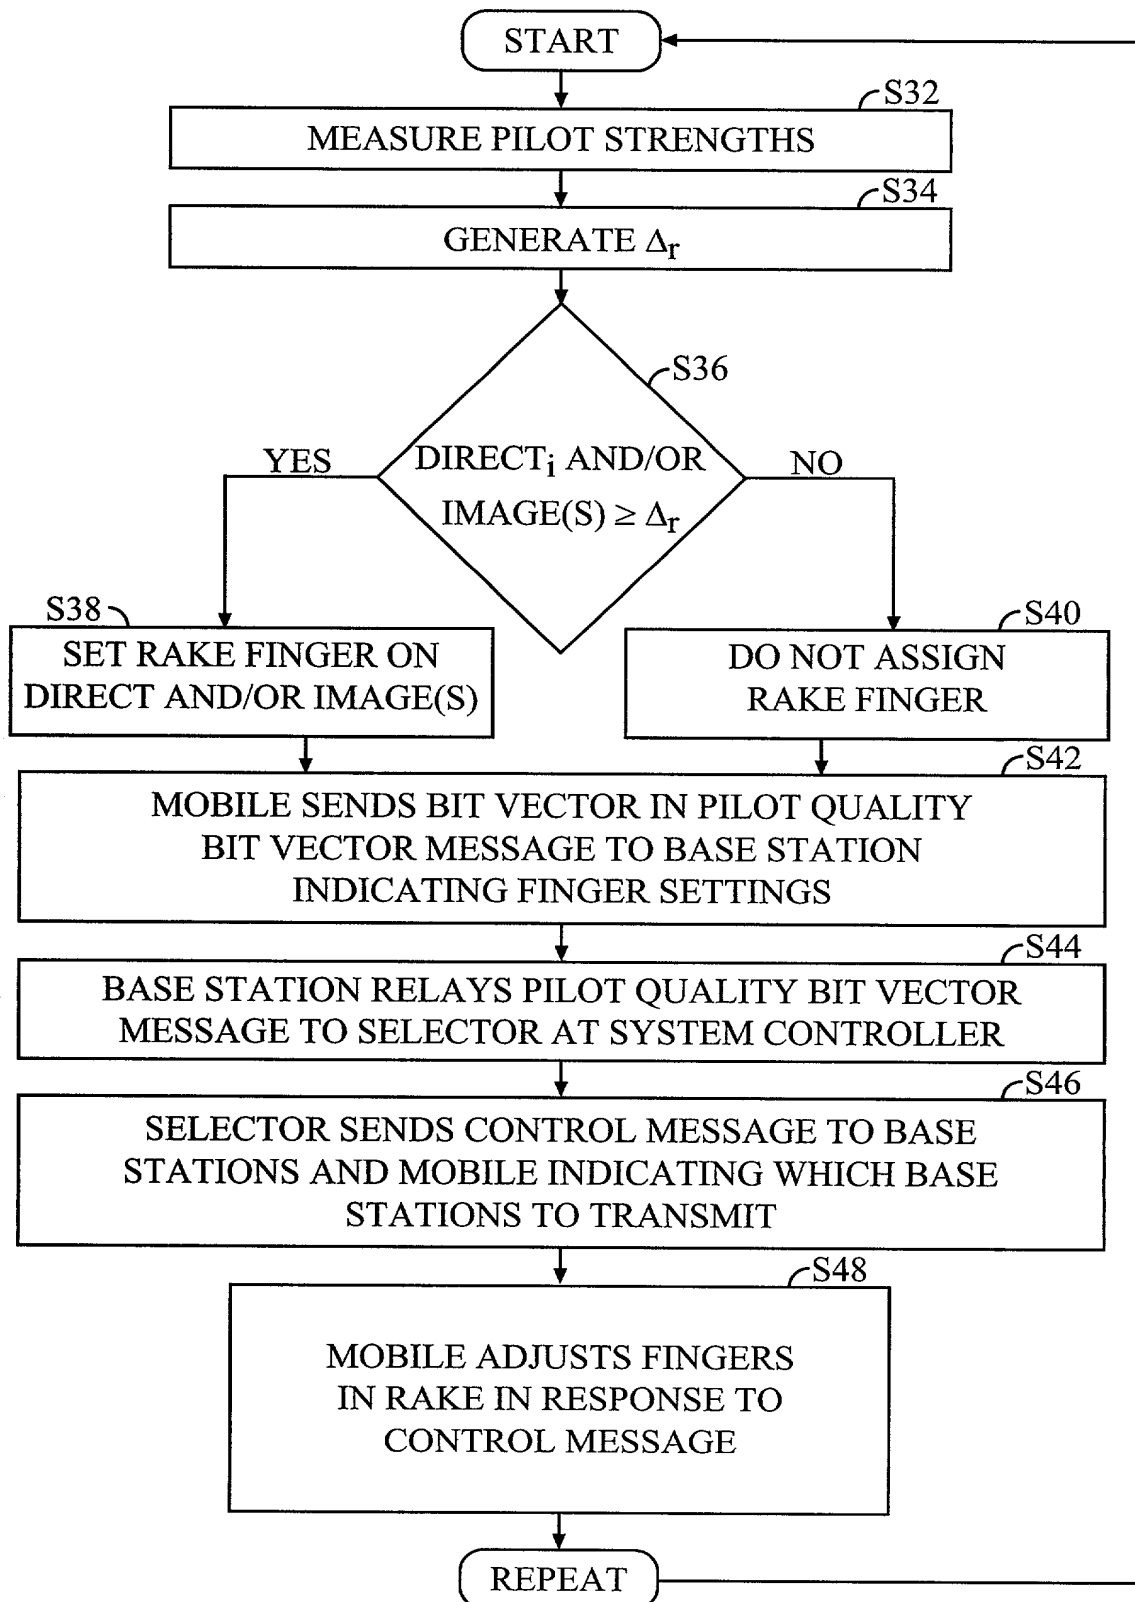 START
S32
MEASURE PILOT STRENGTHS
S34
GENERATE Δr
S36
YES
DIRECTi AND/OR
IMAGE(S) ≥ Δr
NO
S38
SET RAKE FINGER ON
DIRECT AND/OR IMAGE(S)
S40
DO NOT ASSIGN
RAKE FINGER
S42
MOBILE SENDS BIT VECTOR IN PILOT QUALITY
BIT VECTOR MESSAGE TO BASE STATION
INDICATING FINGER SETTINGS
S44
BASE STATION RELAYS PILOT QUALITY BIT VECTOR
MESSAGE TO SELECTOR AT SYSTEM CONTROLLER
S46
SELECTOR SENDS CONTROL MESSAGE TO BASE
STATIONS AND MOBILE INDICATING WHICH BASE
STATIONS TO TRANSMIT
S48
MOBILE ADJUSTS FINGERS
IN RAKE IN RESPONSE TO
CONTROL MESSAGE
REPEAT